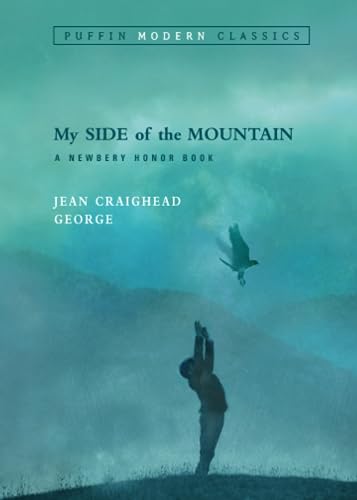 PUFFIN MODERN CLASSICS
My SIDE of the MOUNTAIN
A NEWBERY HONOR BOOK
JEAN CRAIGHEAD
GEORGE